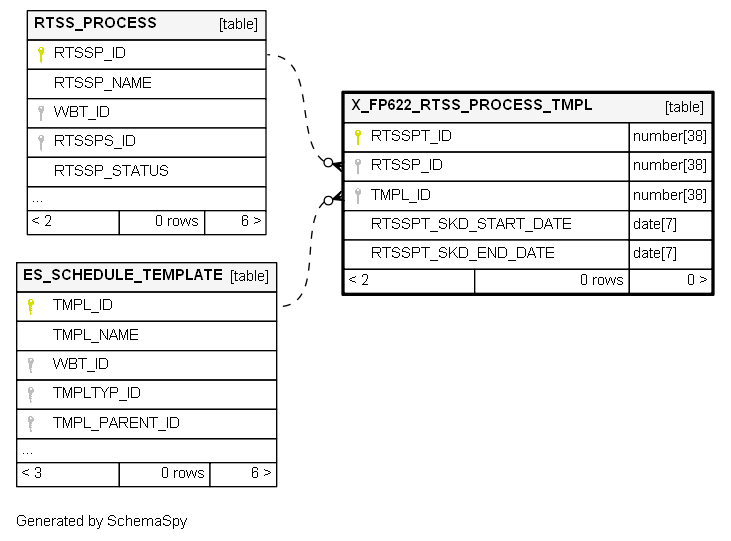 RTSS_PROCESS [table]
RTSSP_ID
RTSSP_NAME
WBT_ID
RTSSPS_ID
RTSSP_STATUS
...
< 2 0 rows 6 >
X_FP622_RTSS_PROCESS_TMPL [table]
RTSSPT_ID number[38]
RTSSP_ID number[38]
TMPL_ID number[38]
RTSSPT_SKD_START_DATE date[7]
RTSSPT_SKD_END_DATE date[7]
< 2 0 rows 0 >
ES_SCHEDULE_TEMPLATE [table]
TMPL_ID
TMPL_NAME
WBT_ID
TMPLTYP_ID
TMPL_PARENT_ID
...
< 3 0 rows 6 >
Generated by SchemaSpy